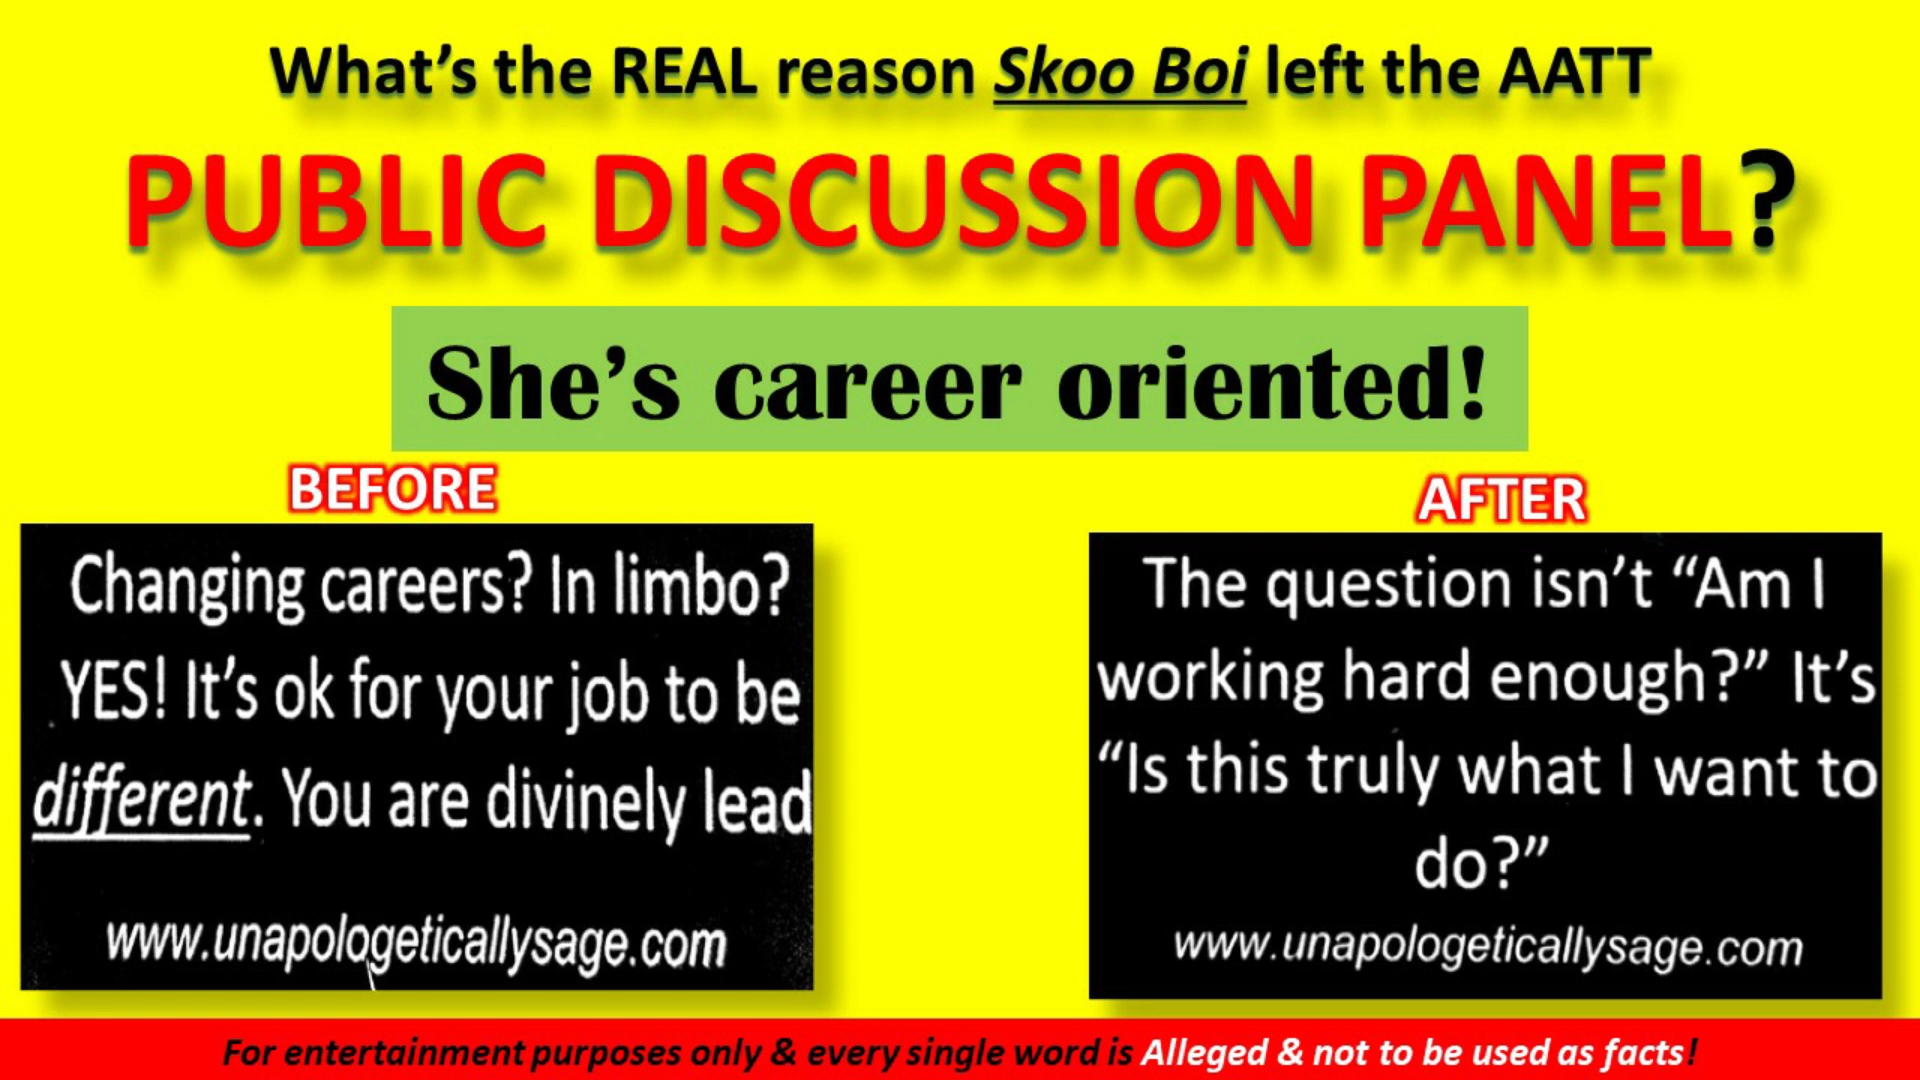 What's the REAL reason Skoo Boi left the AATT
PUBLIC DISCUSSION PANEL?
She's career oriented!
BEFORE
Changing careers? In limbo?
YES! It's ok for your job to be
different. You are divinely lead
www.unapologeticallysage.com
AFTER
The question isn't “Am I
working hard enough?” It's
“Is this truly what I want to
do?”
www.unapologeticallysage.com
For entertainment purposes only & every single word is Alleged & not to be used as facts!